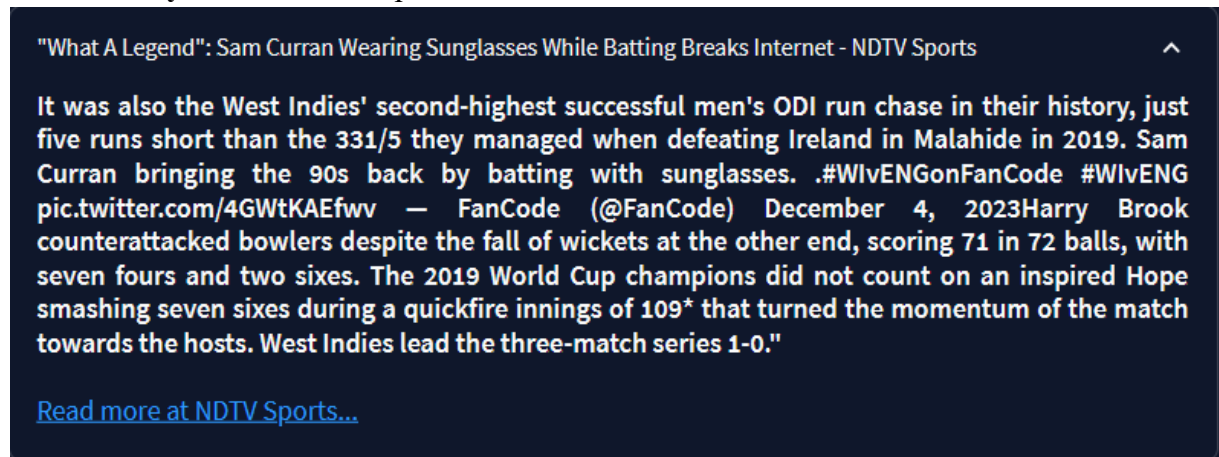 "What A Legend": Sam Curran Wearing Sunglasses While Batting Breaks Internet - NDTV Sports
It was also the West Indies' second-highest successful men's ODI run chase in their history, just
five runs short than the 331/5 they managed when defeating Ireland in Malahide in 2019. Sam
Curran bringing the 90s back by batting with sunglasses. .#WIvENGonFanCode #WIvENG
pic.twitter.com/4GWtKAEfwv — FanCode (@FanCode) December 4, 2023Harry Brook
counterattacked bowlers despite the fall of wickets at the other end, scoring 71 in 72 balls, with
seven fours and two sixes. The 2019 World Cup champions did not count on an inspired Hope
smashing seven sixes during a quickfire innings of 109* that turned the momentum of the match
towards the hosts. West Indies lead the three-match series 1-0."
Read more at NDTV Sports...